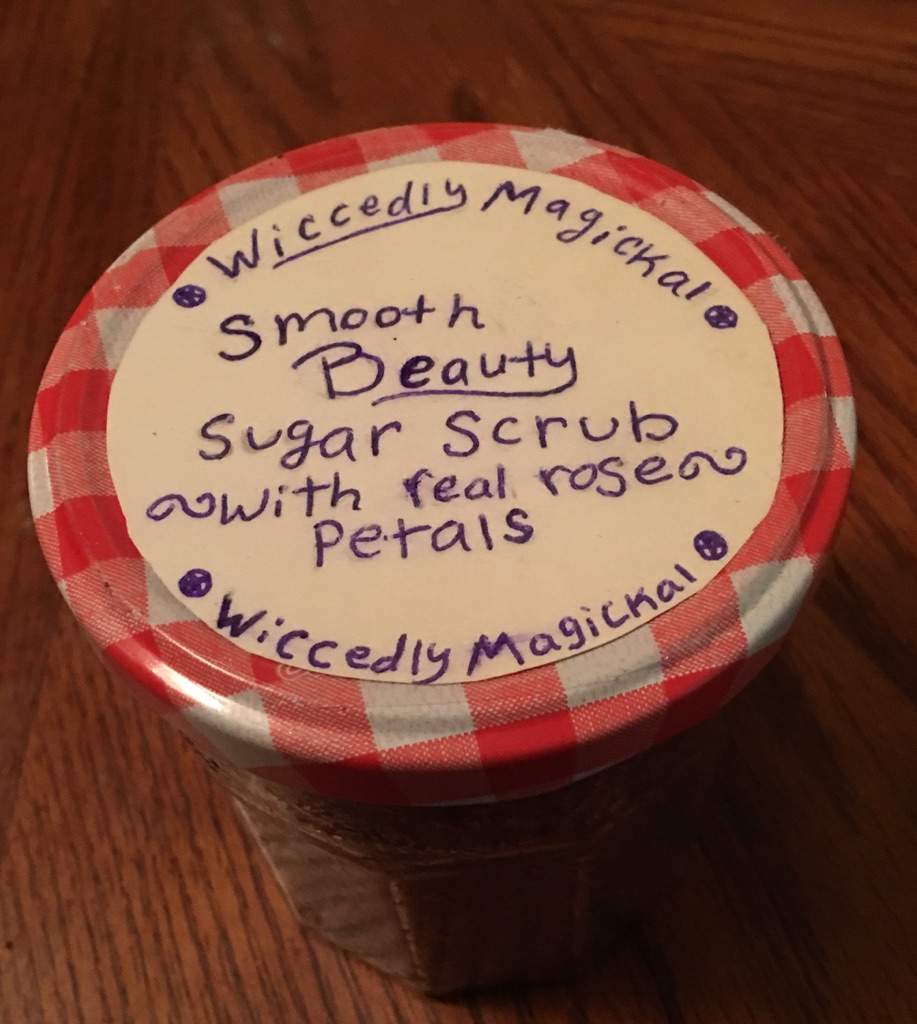 Wiccedly Magickal
Smooth
Beauty
Sugar Scrub
~with real rose~
Petals
Wiccedly Magickal